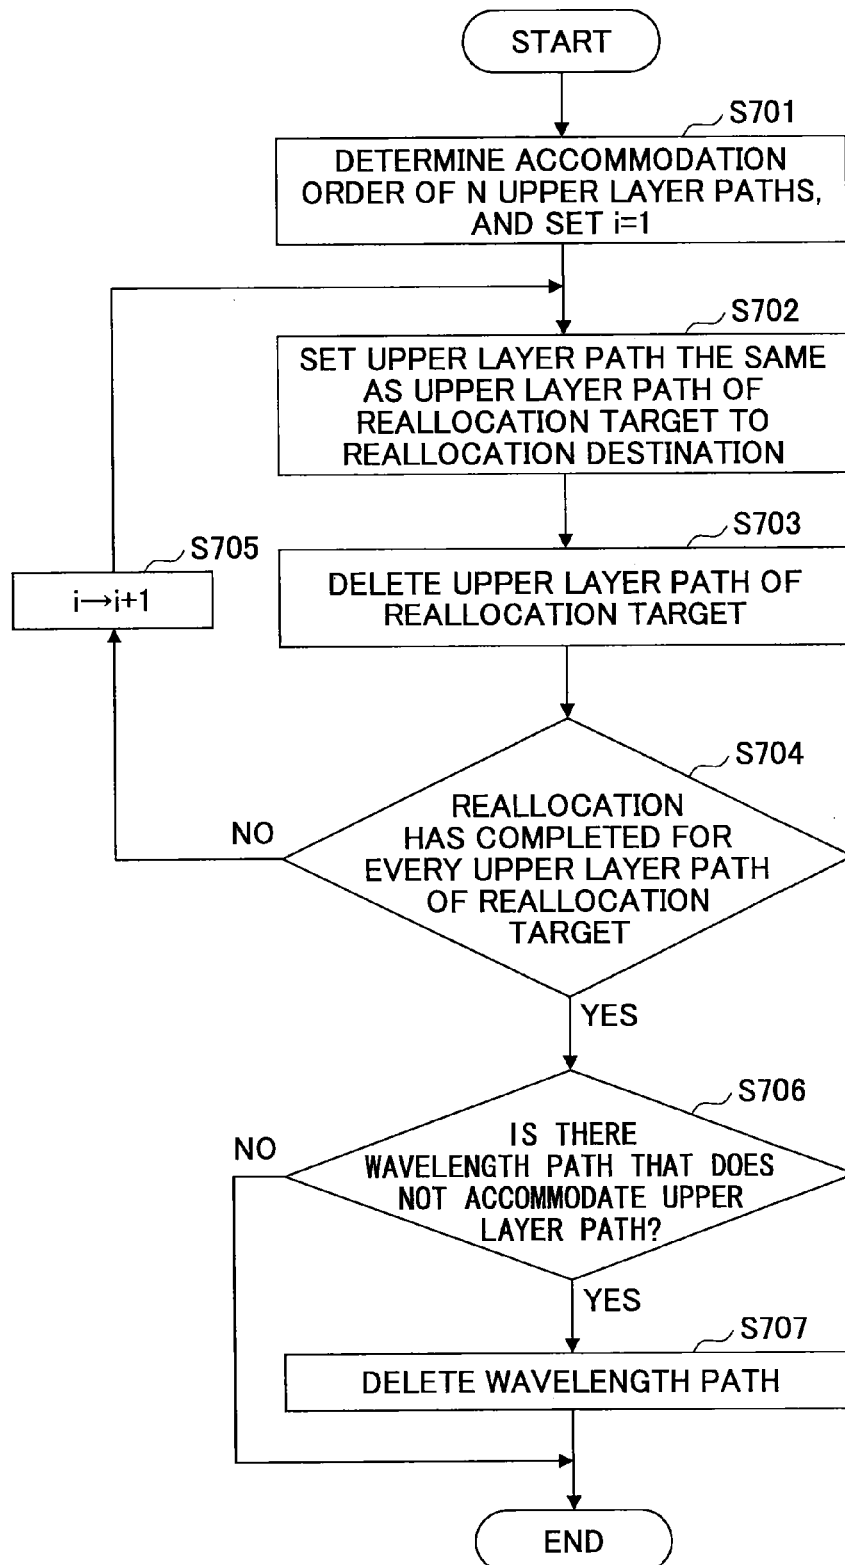 START
S701
DETERMINE ACCOMMODATION
ORDER OF N UPPER LAYER PATHS,
AND SET i=1
S702
SET UPPER LAYER PATH THE SAME
AS UPPER LAYER PATH OF
REALLOCATION TARGET TO
REALLOCATION DESTINATION
S703
DELETE UPPER LAYER PATH OF
REALLOCATION TARGET
S705
i→i+1
S704
REALLOCATION
HAS COMPLETED FOR
EVERY UPPER LAYER PATH
OF REALLOCATION
TARGET
NO
YES
S706
IS THERE
WAVELENGTH PATH THAT DOES
NOT ACCOMMODATE UPPER
LAYER PATH?
NO
YES
S707
DELETE WAVELENGTH PATH
END